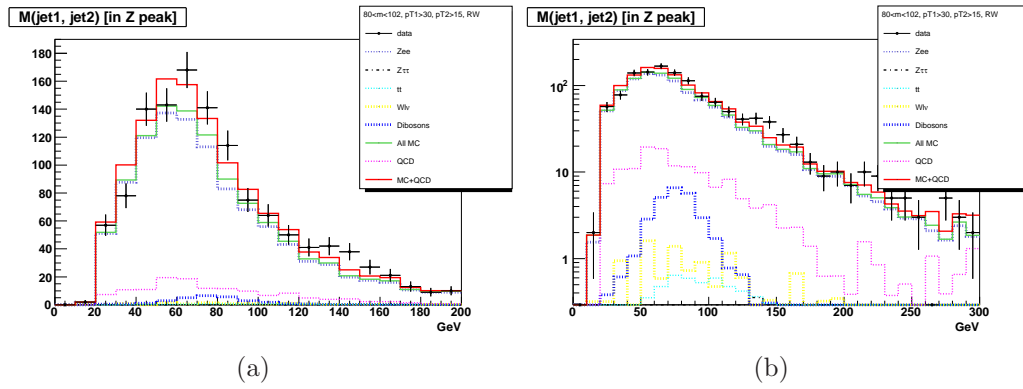 M(jet1, jet2) [in Z peak]
80<m<102, pT1>30, pT2>15, RW
data
Zee
Zττ
tt
Wlν
Dibosons
All MC
QCD
MC+QCD
180
160
140
120
100
80
60
40
20
0
0 20 40 60 80 100 120 140 160 180 200
GeV
(a)
M(jet1, jet2) [in Z peak]
80<m<102, pT1>30, pT2>15, RW
data
Zee
Zττ
tt
Wlν
Dibosons
All MC
QCD
MC+QCD
10²
10
1
0 50 100 150 200 250 300
GeV
(b)